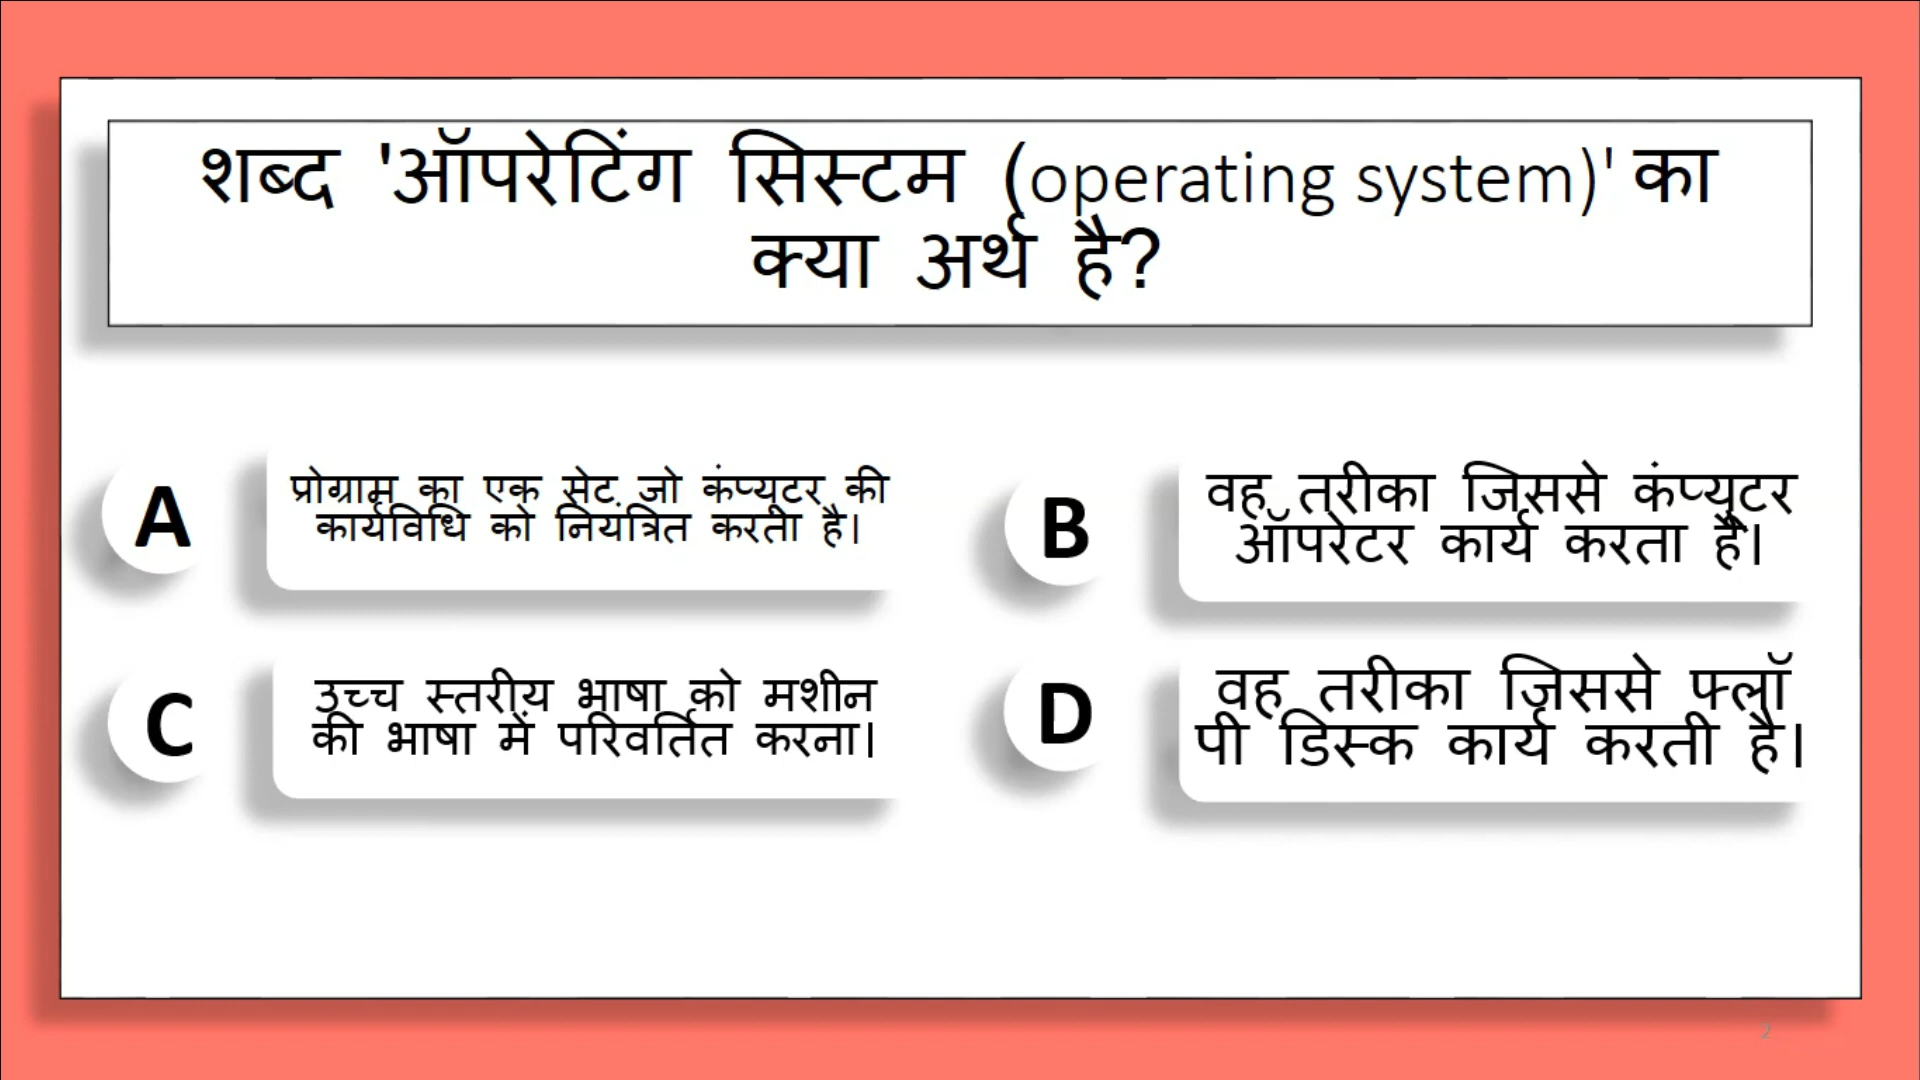 शब्द 'ऑपरेटिंग सिस्टम (operating system)' का
क्या अर्थ है?
A
प्रोग्राम का एक सेट जो कंप्यूटर की
कार्यविधि को नियंत्रित करता है।
B
वह तरीका जिससे कंप्यूटर
ऑपरेटर कार्य करता है।
C
उच्च स्तरीय भाषा को मशीन
की भाषा में परिवर्तित करना।
D
वह तरीका जिससे फ्लॉ
पी डिस्क कार्य करती है।
2